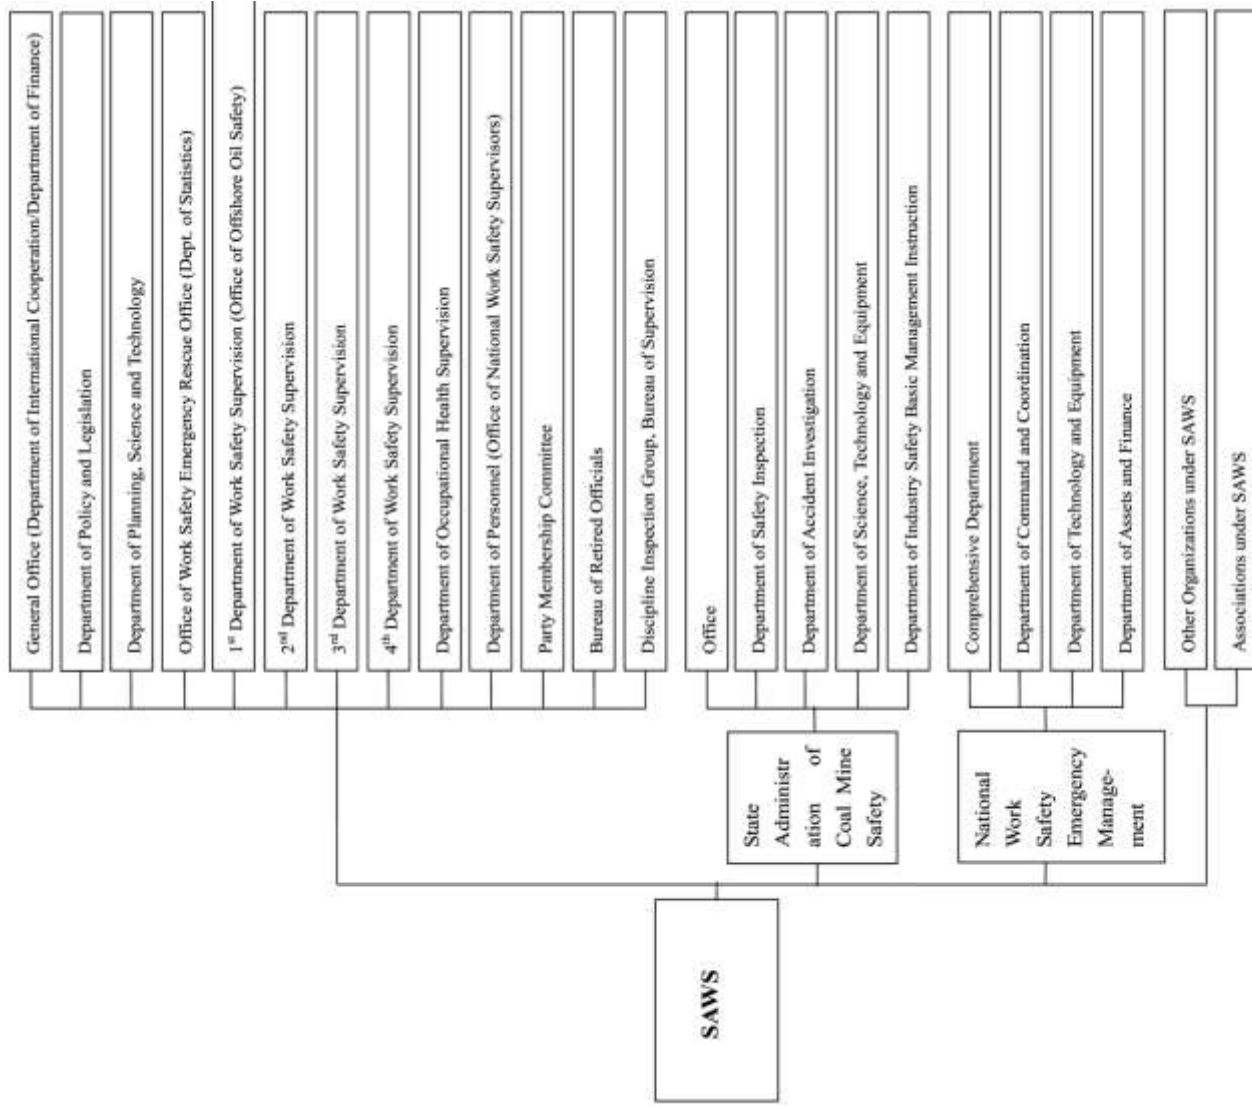 SAWS
General Office (Department of International Cooperation/Department of Finance)
Department of Policy and Legislation
Department of Planning, Science and Technology
Office of Work Safety Emergency Rescue Office (Dept. of Statistics)
1st Department of Work Safety Supervision (Office of Offshore Oil Safety)
2nd Department of Work Safety Supervision
3rd Department of Work Safety Supervision
4th Department of Work Safety Supervision
Department of Occupational Health Supervision
Department of Personnel (Office of National Work Safety Supervisors)
Party Membership Committee
Bureau of Retired Officials
Discipline Inspection Group, Bureau of Supervision
State
Administr
ation of
Coal Mine
Safety
Office
Department of Safety Inspection
Department of Accident Investigation
Department of Science, Technology and Equipment
Department of Industry Safety Basic Management Instruction
National
Work
Safety
Emergency
Manage-
ment
Comprehensive Department
Department of Command and Coordination
Department of Technology and Equipment
Department of Assets and Finance
Other Organizations under SAWS
Associations under SAWS